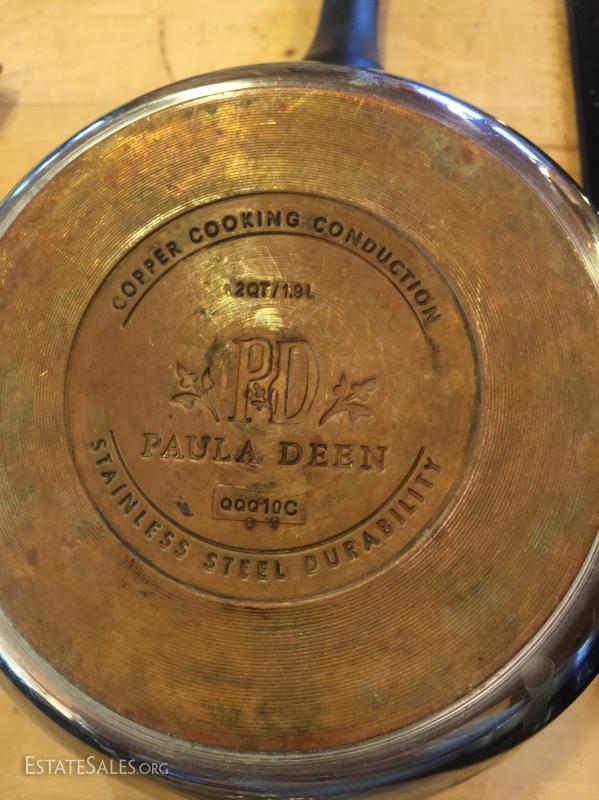 COPPER COOKING CONDUCTION
2QT/1.9L
PD
PAULA DEEN
QQQ10C
STAINLESS STEEL DURABILITY
ESTATESALES.ORG